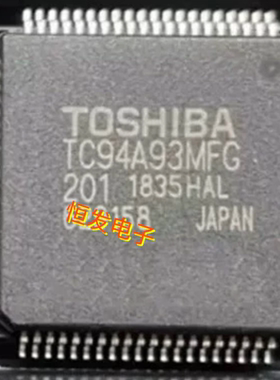 TOSHIBA
TC94A93MFG
201 1835HAL
恒发电子
JAPAN